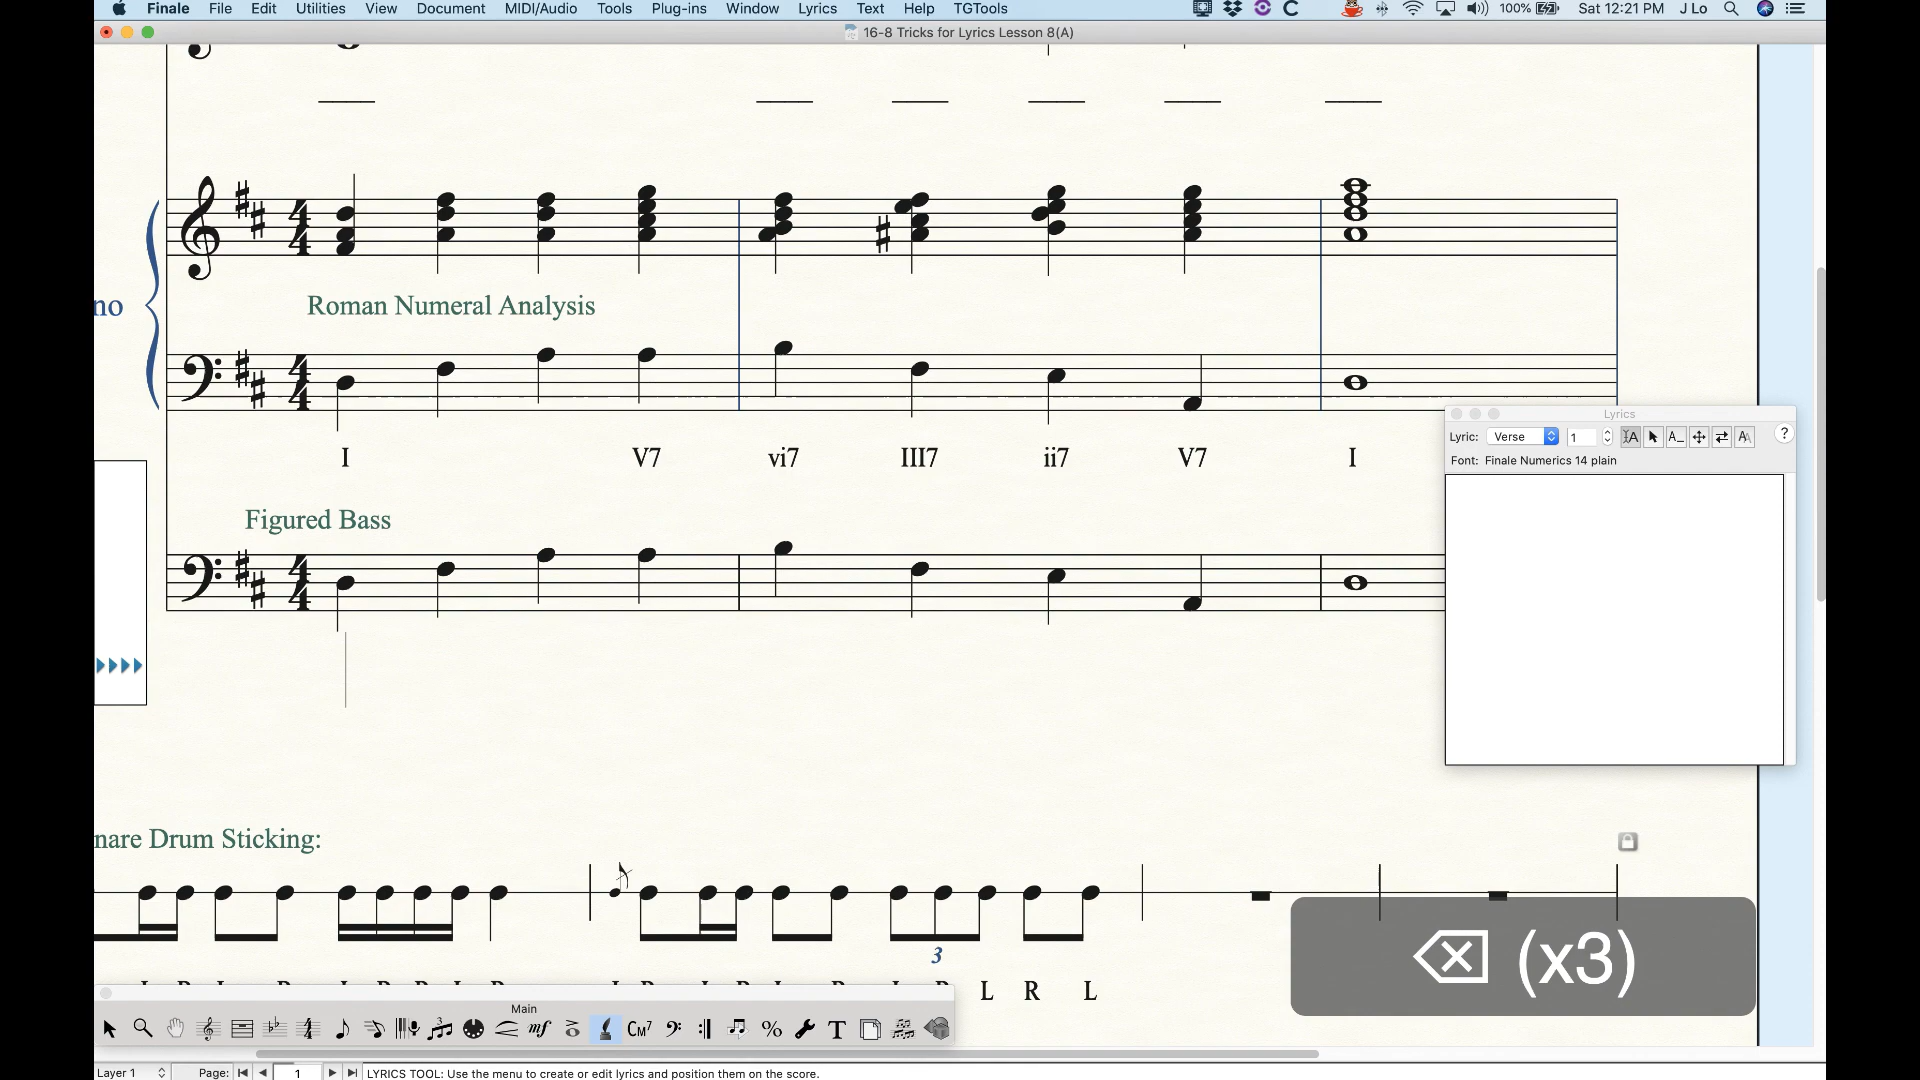 Finale File Edit Utilities View Document MIDI/Audio Tools Plug-ins Window Lyrics Text Help TGTools 100% Sat 12:21 PM J Lo
16-8 Tricks for Lyrics Lesson 8(A)
no
Roman Numeral Analysis
I V7 vi7 III7 ii7 V7 I
Lyrics
Lyric: Verse 1 ?
Font: Finale Numerics 14 plain
Figured Bass
nare Drum Sticking:
3
L R L
(x3)
Main
mf CM7 % T
Layer 1 Page: 1 LYRICS TOOL: Use the menu to create or edit lyrics and position them on the score.